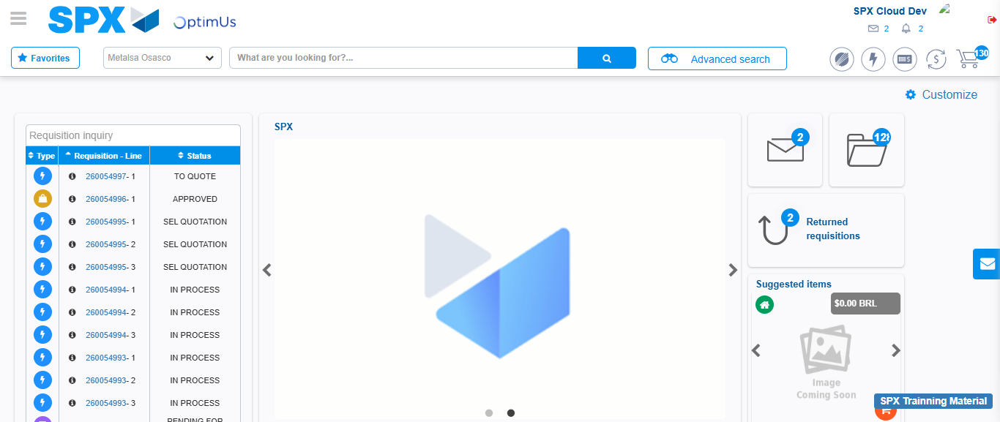 SPX
OptimUs
SPX Cloud Dev
2
2
Favorites
Metalsa Osasco
What are you looking for?...
Advanced search
$
130
Customize
Requisition inquiry
Type Requisition - Line Status
260054997- 1 TO QUOTE
260054996- 1 APPROVED
260054995- 1 SEL QUOTATION
260054995- 2 SEL QUOTATION
260054995- 3 SEL QUOTATION
260054994- 1 IN PROCESS
260054994- 2 IN PROCESS
260054994- 3 IN PROCESS
260054993- 1 IN PROCESS
260054993- 2 IN PROCESS
260054993- 3 IN PROCESS
PENDING FOR
SPX
2
2
Returned
requisitions
Suggested items
$0.00 BRL
Image
Coming Soon
SPX Trainning Material